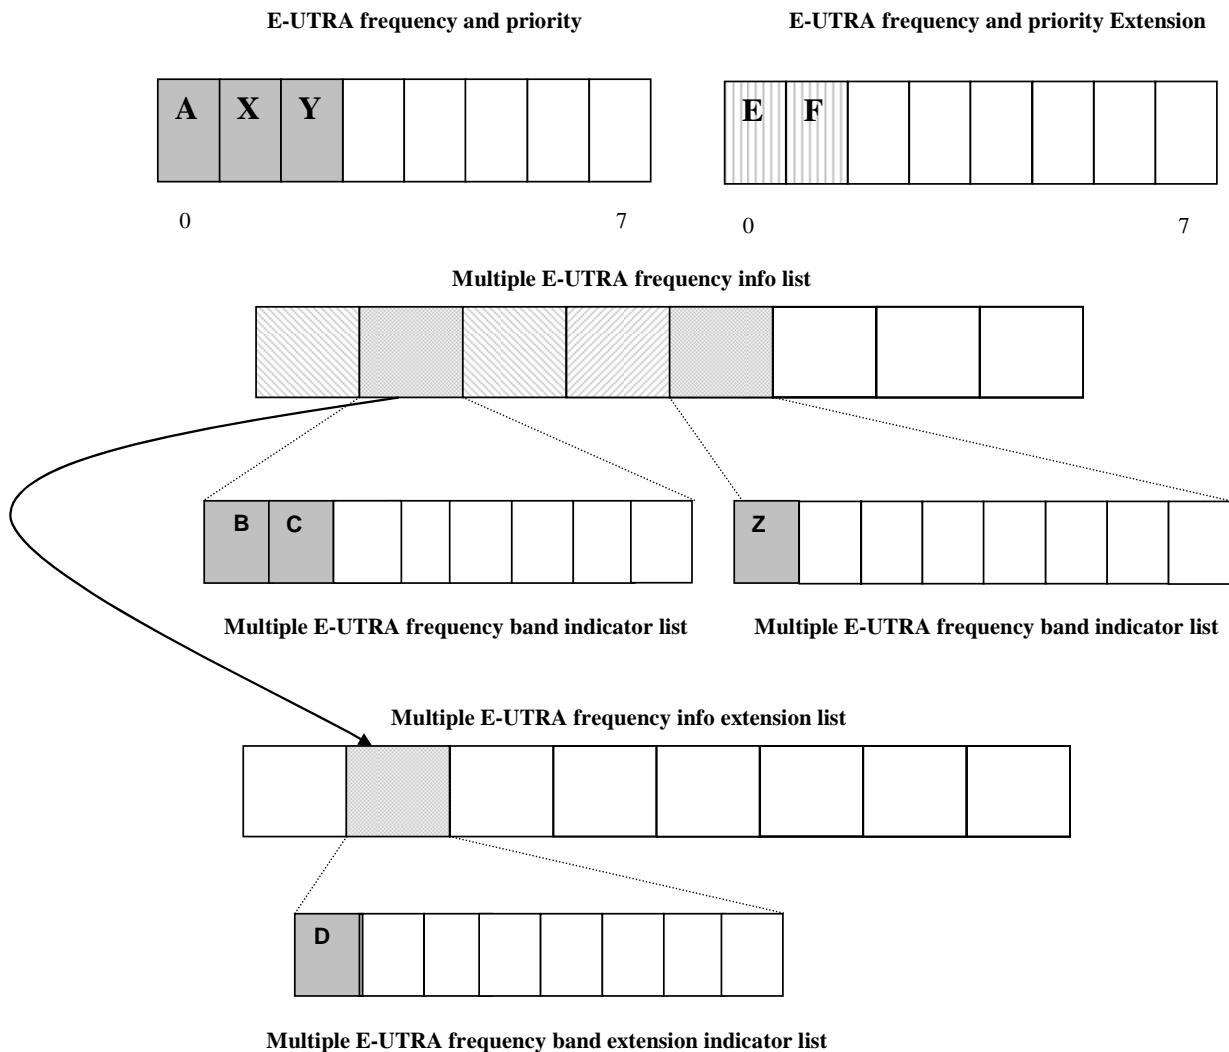 E-UTRA frequency and priority
E-UTRA frequency and priority Extension
A X Y
E F
0 7
0 7
Multiple E-UTRA frequency info list
B C
Z
Multiple E-UTRA frequency band indicator list
Multiple E-UTRA frequency band indicator list
Multiple E-UTRA frequency info extension list
D
Multiple E-UTRA frequency band extension indicator list